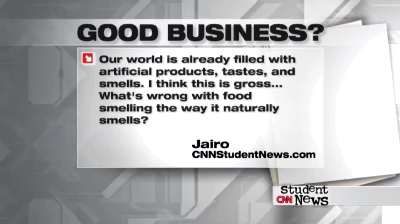 GOOD BUSINESS?
Our world is already filled with
artificial products, tastes, and
smells. I think this is gross...
What's wrong with food
smelling the way it naturally
smells?
Jairo
CNNStudentNews.com
Student
CNN News